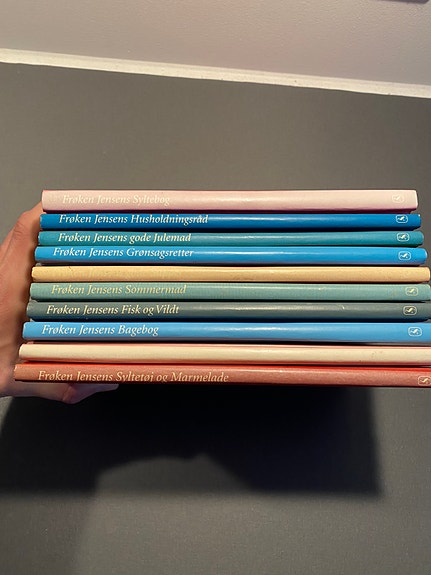 Frøken Jensens Syltebog
Frøken Jensens Husholdningsråd
Frøken Jensens gode Julemad
Frøken Jensens Grønsagsretter
Frøken Jensens Sommermad
Frøken Jensens Fisk og Vildt
Frøken Jensens Bagebog
Frøken Jensens Syltetøj og Marmelade